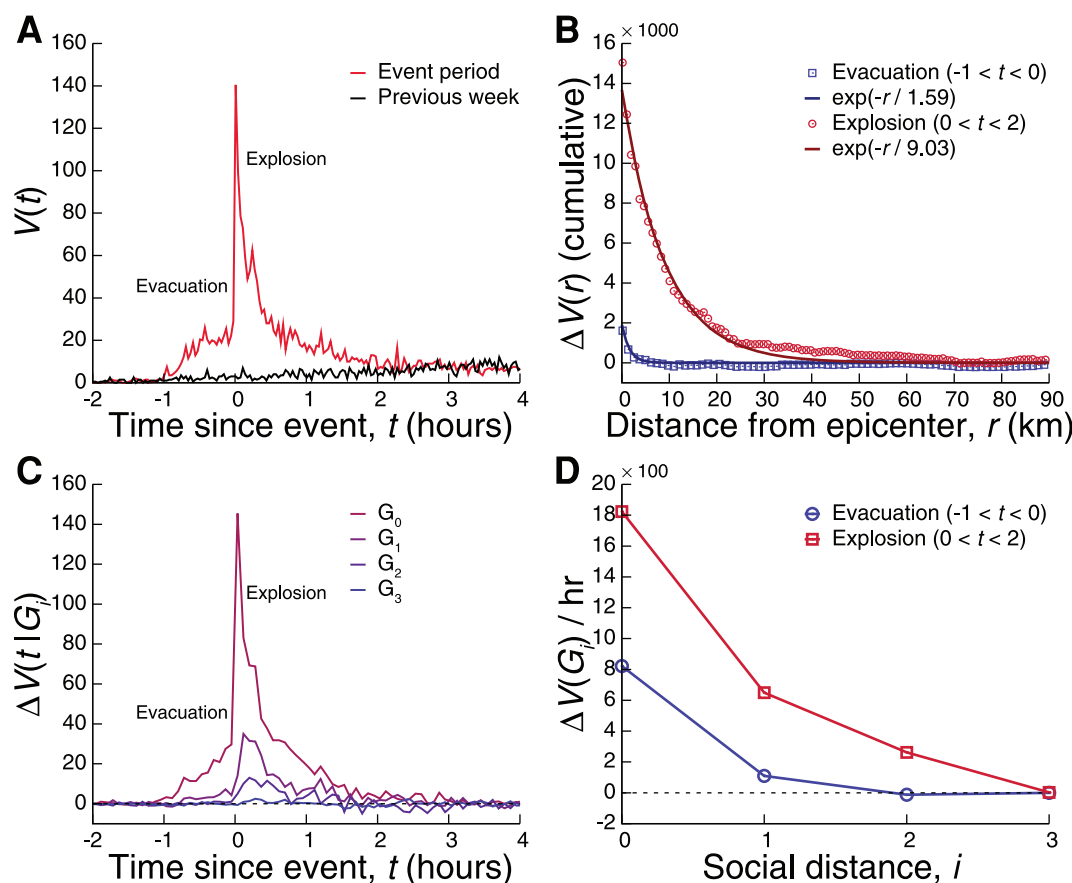 A
160
140
120
100
80
60
40
20
0
V(t)
Event period
Previous week
Explosion
Evacuation
-2 -1 0 1 2 3 4
Time since event, t (hours)
B
× 1000
16
14
12
10
8
6
4
2
0
ΔV(r) (cumulative)
Evacuation (-1 < t < 0)
exp(-r / 1.59)
Explosion (0 < t < 2)
exp(-r / 9.03)
0 10 20 30 40 50 60 70 80 90
Distance from epicenter, r (km)
C
160
140
120
100
80
60
40
20
0
ΔV(t | G_i)
G_0
G_1
G_2
G_3
Explosion
Evacuation
-2 -1 0 1 2 3 4
Time since event, t (hours)
D
× 100
20
18
16
14
12
10
8
6
4
2
0
-2
ΔV(G_i) / hr
Evacuation (-1 < t < 0)
Explosion (0 < t < 2)
0 1 2 3
Social distance, i